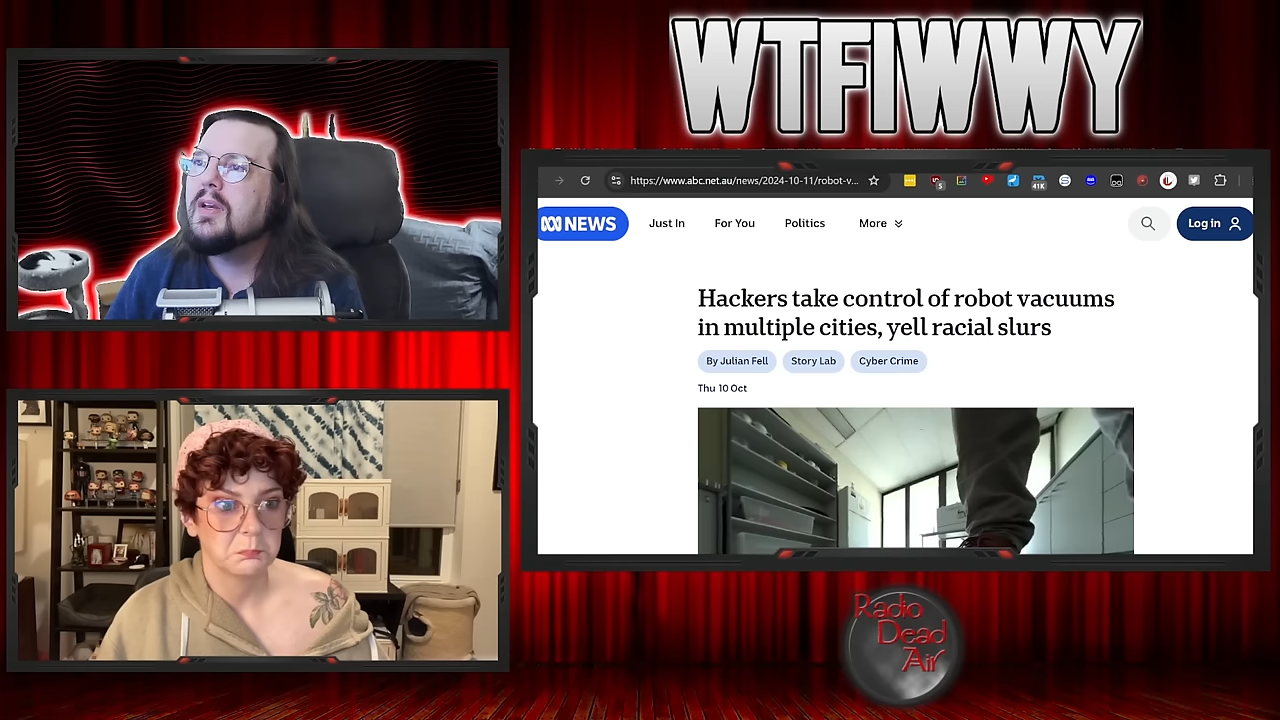 WTFIWWY
https://www.abc.net.au/news/2024-10-11/robot-v...
5
41K
NEWS
Just In
For You
Politics
More
Log in
Hackers take control of robot vacuums
in multiple cities, yell racial slurs
By Julian Fell
Story Lab
Cyber Crime
Thu 10 Oct
Radio
Dead
Air